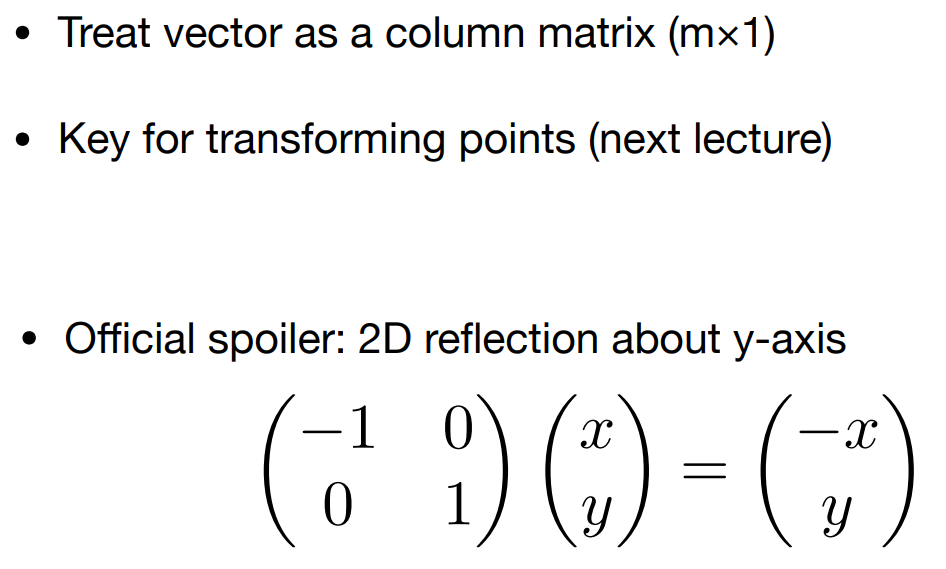 • Treat vector as a column matrix (m×1)
• Key for transforming points (next lecture)
• Official spoiler: 2D reflection about y-axis
\begin{pmatrix} -1 & 0 \\ 0 & 1 \end{pmatrix} \begin{pmatrix} x \\ y \end{pmatrix} = \begin{pmatrix} -x \\ y \end{pmatrix}